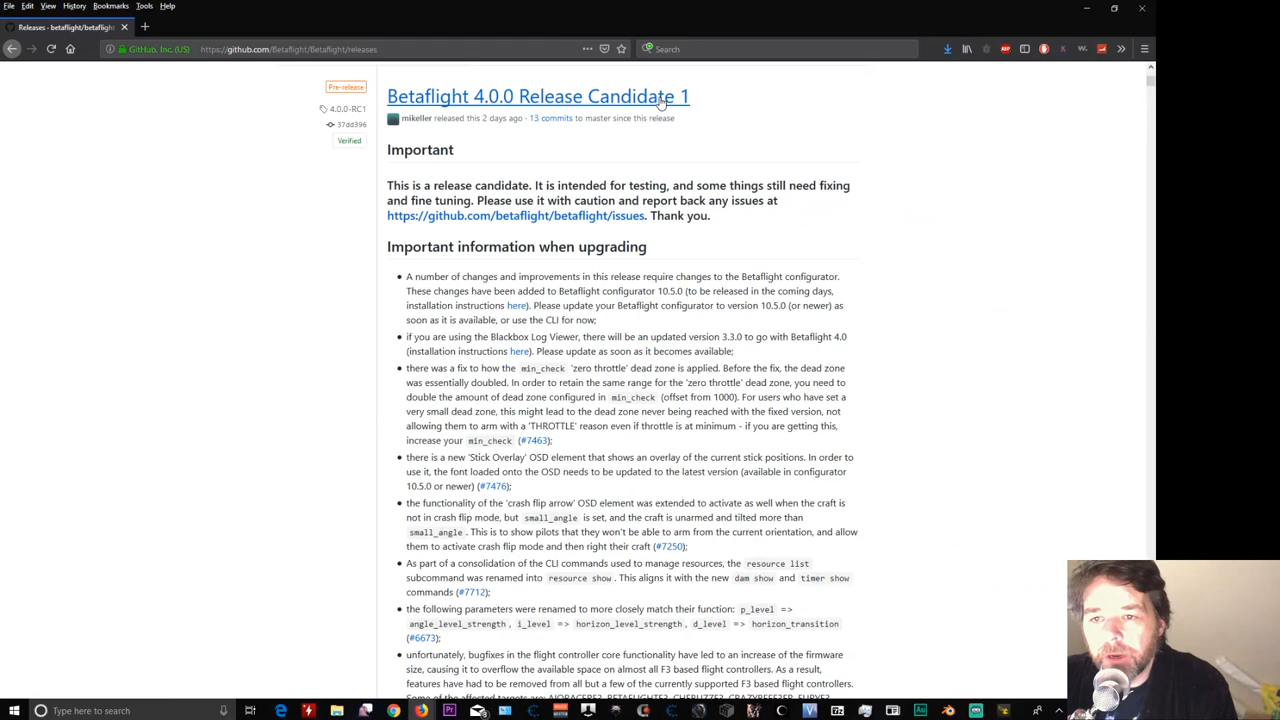 File Edit View History Bookmarks Tools Help
Releases - betaflight/betaflight
GitHub, Inc. (US) https://github.com/Betaflight/Betaflight/releases Search
Pre-release
4.0.0-RC1
37dd396
Verified
Betaflight 4.0.0 Release Candidate 1
mikeller released this 2 days ago · 13 commits to master since this release
Important
This is a release candidate. It is intended for testing, and some things still need fixing
and fine tuning. Please use it with caution and report back any issues at
https://github.com/betaflight/betaflight/issues. Thank you.
Important information when upgrading
A number of changes and improvements in this release require changes to the Betaflight configurator.
These changes have been added to Betaflight configurator 10.5.0 (to be released in the coming days,
installation instructions here). Please update your Betaflight configurator to version 10.5.0 (or newer) as
soon as it is available, or use the CLI for now;
if you are using the Blackbox Log Viewer, there will be an updated version 3.3.0 to go with Betaflight 4.0
(installation instructions here). Please update as soon as it becomes available;
there was a fix to how the min_check 'zero throttle' dead zone is applied. Before the fix, the dead zone
was essentially doubled. In order to retain the same range for the 'zero throttle' dead zone, you need to
double the amount of dead zone configured in min_check (offset from 1000). For users who have set a
very small dead zone, this might lead to the dead zone never being reached with the fixed version, not
allowing them to arm with a 'THROTTLE' reason even if throttle is at minimum - if you are getting this,
increase your min_check (#7463);
there is a new 'Stick Overlay' OSD element that shows an overlay of the current stick positions. In order to
use it, the font loaded onto the OSD needs to be updated to the latest version (available in configurator
10.5.0 or newer) (#7476);
the functionality of the 'crash flip arrow' OSD element was extended to activate as well when the craft is
not in crash flip mode, but small_angle is set, and the craft is unarmed and tilted more than
small_angle. This is to show pilots that they won't be able to arm from the current orientation, and allow
them to activate crash flip mode and then right their craft (#7250);
As part of a consolidation of the CLI commands used to manage resources, the resource list
subcommand was renamed into resource show. This aligns it with the new dam show and timer show
commands (#7712);
the following parameters were renamed to more closely match their function: p_level =>
angle_level_strength, i_level => horizon_level_strength, d_level => horizon_transition
(#6673);
unfortunately, bugfixes in the flight controller core functionality have led to an increase of the firmware
size, causing it to overflow the available space on almost all F3 based flight controllers. As a result,
features have had to be removed from all but a few of the currently supported F3 based flight controllers.
Type here to search